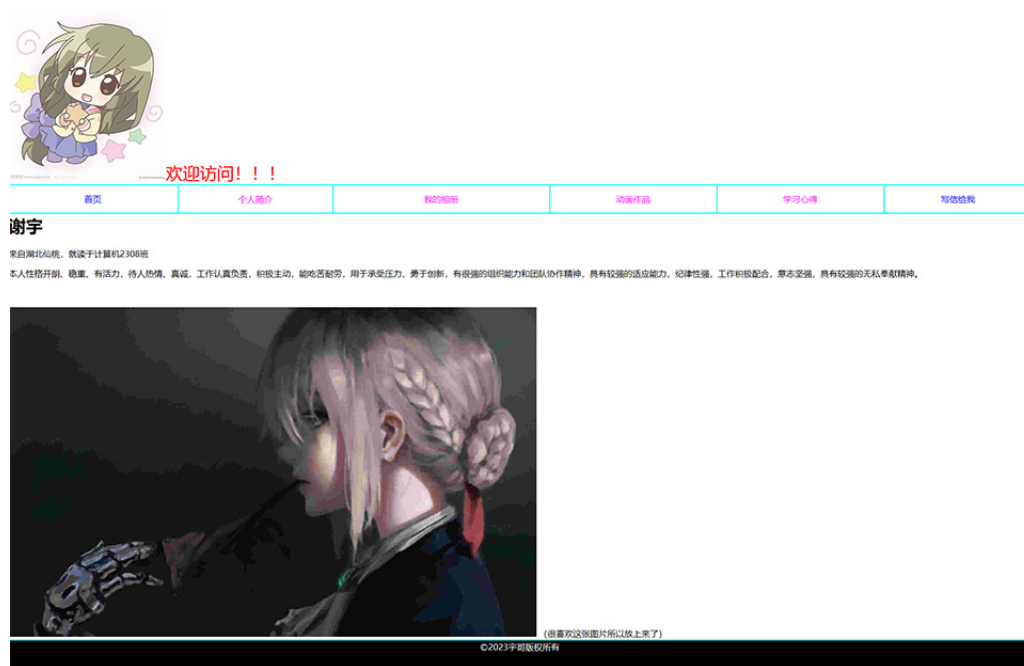 欢迎访问！！！
首页 个人简介 我的相册 动画作品 学习心得 写信给我
谢宇
来自湖北仙桃，就读于计算机2308班
本人性格开朗、稳重、有活力，待人热情、真诚，工作认真负责，积极主动，能吃苦耐劳，用于承受压力，勇于创新，有很强的组织能力和团队协作精神，具有较强的适应能力，纪律性强，工作积极配合，意志坚强，具有较强的无私奉献精神。
(很喜欢这张图片所以放上来了)
©2023宇哥版权所有